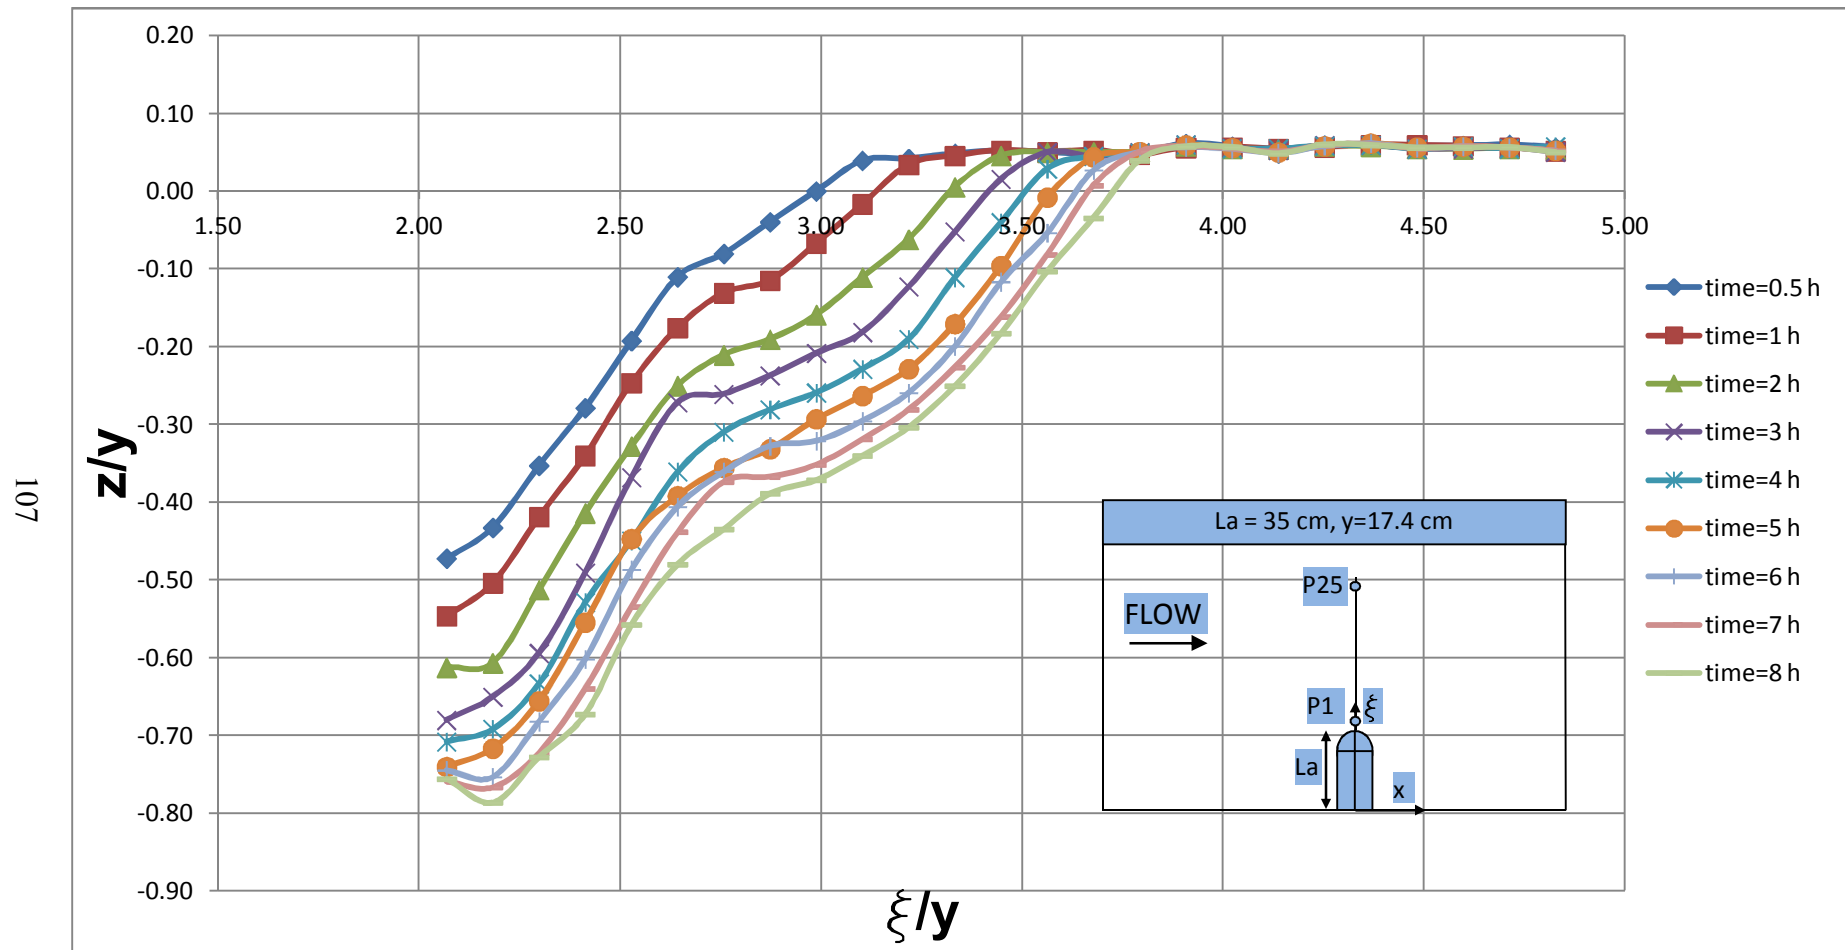 0.20
0.10
0.00
1.50 2.00 2.50 3.00 3.50 4.00 4.50 5.00
-0.10
-0.20
-0.30
-0.40
-0.50
-0.60
-0.70
-0.80
-0.90
z/y
107
ξ/y
time=0.5 h
time=1 h
time=2 h
time=3 h
time=4 h
time=5 h
time=6 h
time=7 h
time=8 h
La = 35 cm, y=17.4 cm
P25
FLOW
P1 ξ
La
x